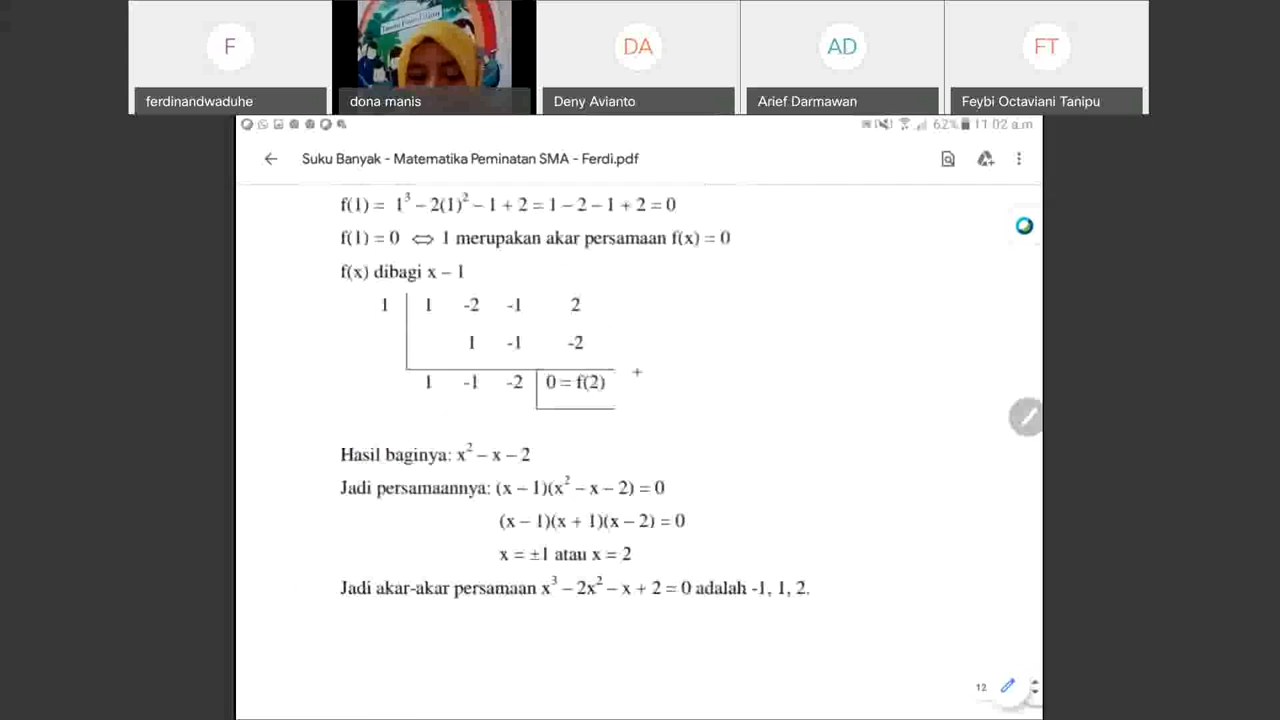 F
DA
AD
FT
ferdinandwaduhe
dona manis
Deny Avianto
Arief Darmawan
Feybi Octaviani Tanipu
62% 11 02 a.m
Suku Banyak - Matematika Peminatan SMA - Ferdi.pdf
f(1) = 1³ – 2(1)² – 1 + 2 = 1 – 2 – 1 + 2 = 0
f(1) = 0 ⇔ 1 merupakan akar persamaan f(x) = 0
f(x) dibagi x – 1
1 1 -2 -1 2
1 -1 -2
+
1 -1 -2 0 = f(2)
Hasil baginya: x² – x – 2
Jadi persamaannya: (x – 1)(x² – x – 2) = 0
(x – 1)(x + 1)(x – 2) = 0
x = ±1 atau x = 2
Jadi akar-akar persamaan x³ – 2x² – x + 2 = 0 adalah -1, 1, 2.
12